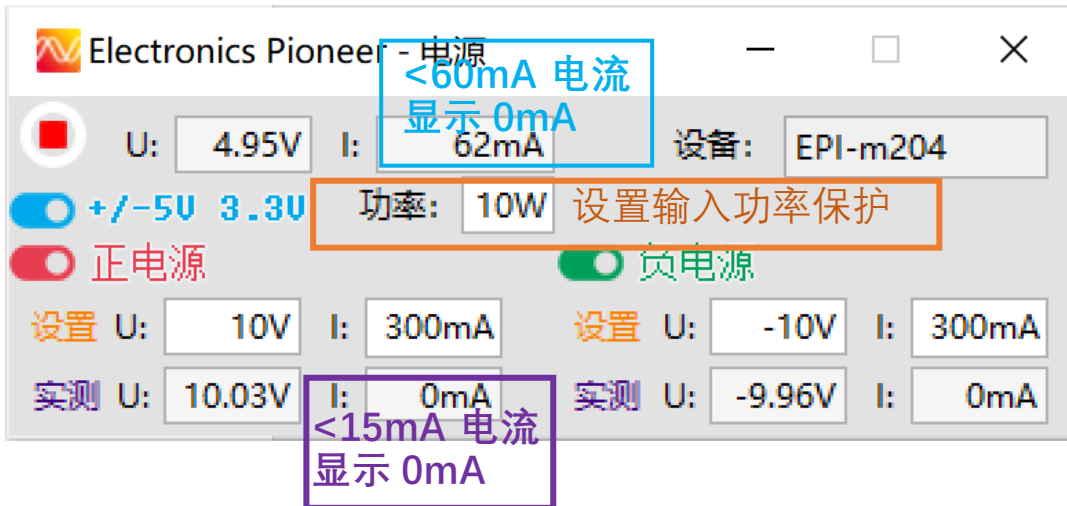 Electronics Pioneer - 电源
<60mA 电流
显示 0mA
U: 4.95V I: 62mA 设备: EPI-m204
+/-5V 3.3V 功率: 10W 设置输入功率保护
正电源 负电源
设置 U: 10V I: 300mA 设置 U: -10V I: 300mA
实测 U: 10.03V I: 0mA 实测 U: -9.96V I: 0mA
<15mA 电流
显示 0mA